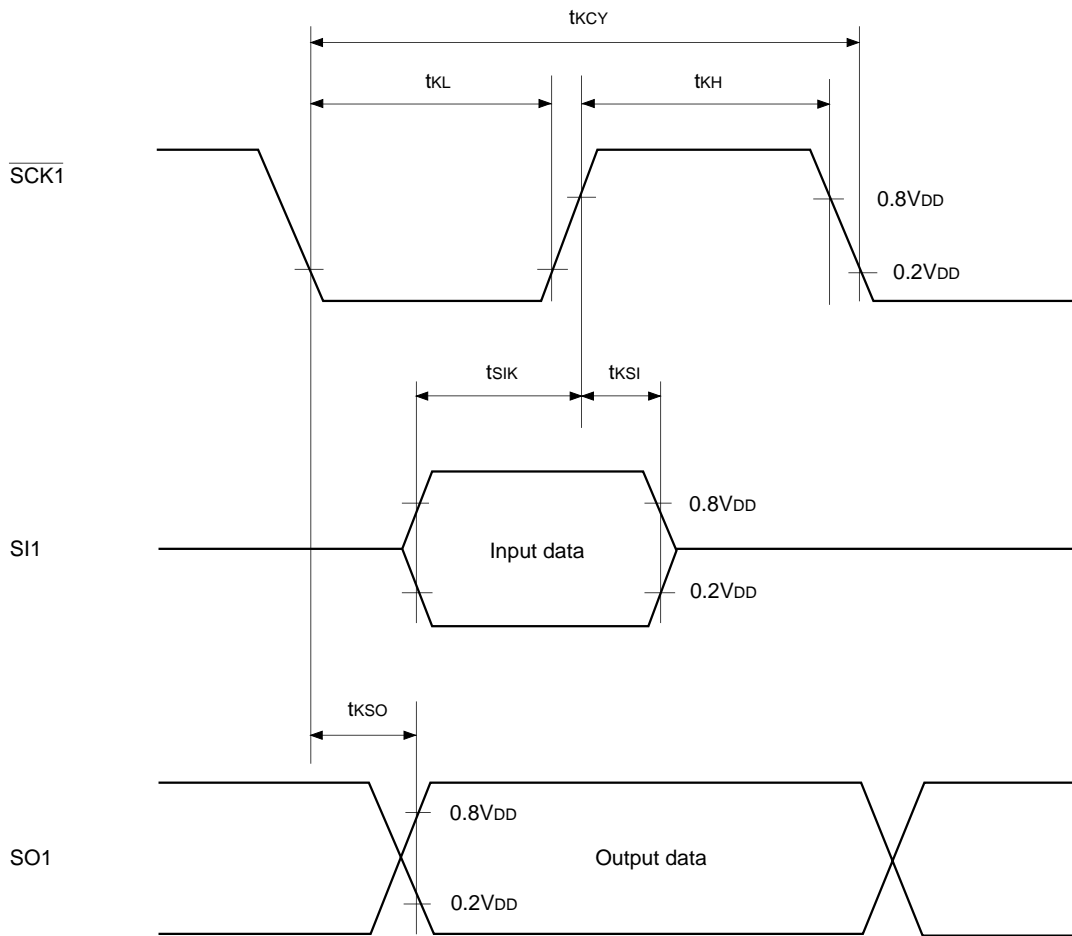 tKCY
tKL
tKH
SCK1
0.8VDD
0.2VDD
tSIK
tKSI
SI1
0.8VDD
Input data
0.2VDD
tKSO
0.8VDD
SO1
Output data
0.2VDD